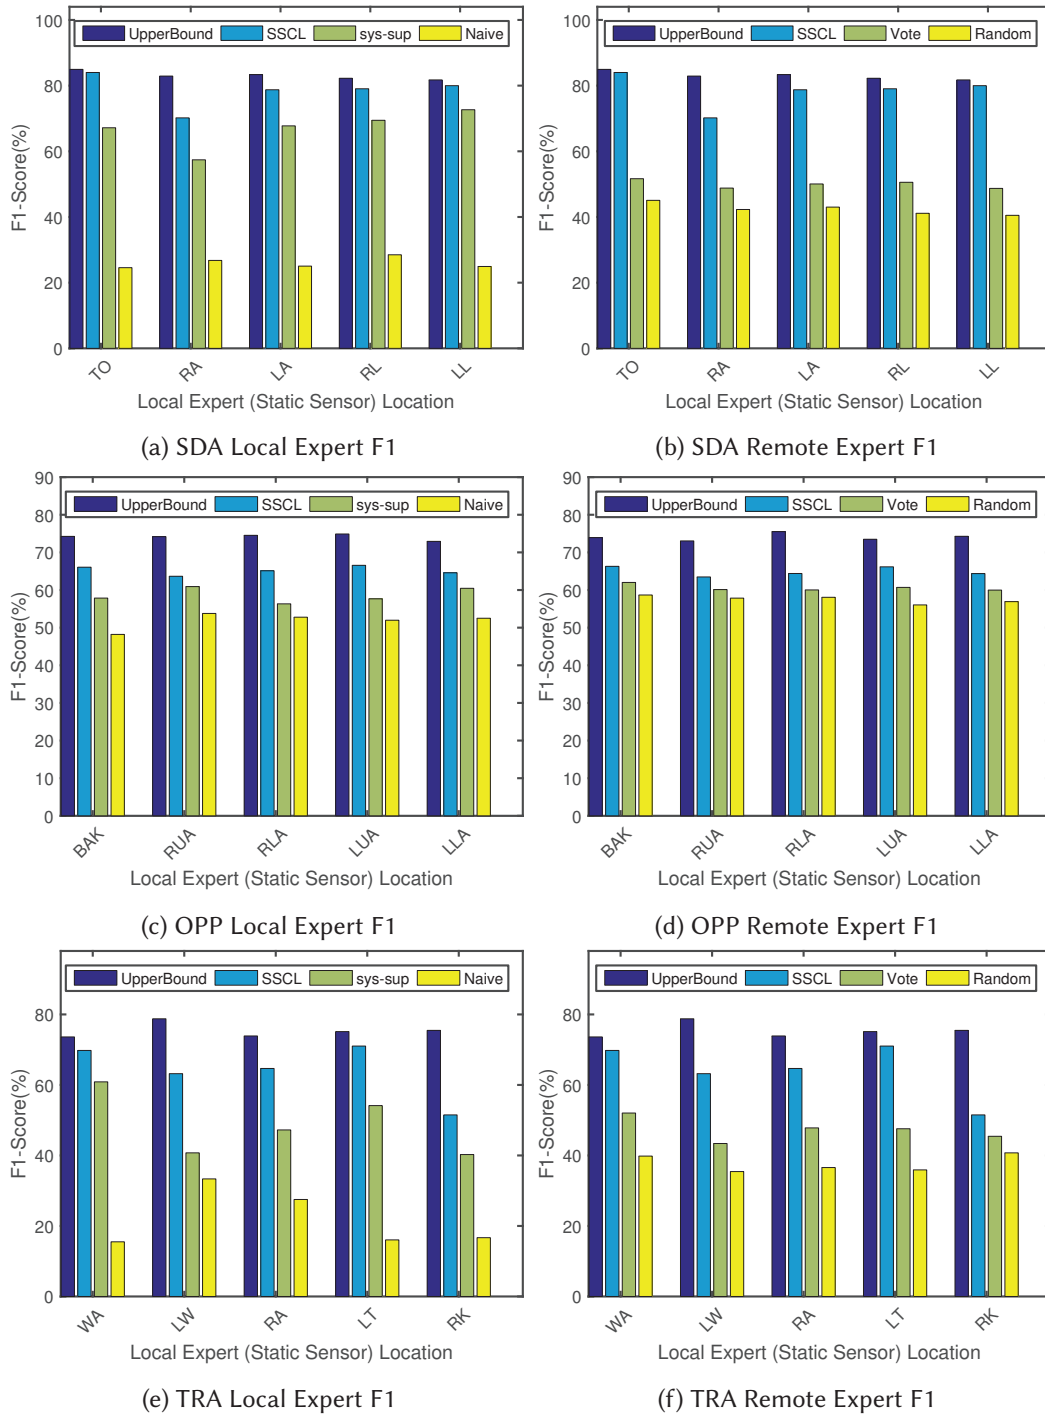 100
80
60
40
20
0
F1-Score(%)
UpperBound SSCL sys-sup Naive
TO RA LA RL LL
Local Expert (Static Sensor) Location
(a) SDA Local Expert F1
100
80
60
40
20
0
F1-Score(%)
UpperBound SSCL Vote Random
TO RA LA RL LL
Local Expert (Static Sensor) Location
(b) SDA Remote Expert F1
90
80
70
60
50
40
30
20
10
0
F1-Score(%)
UpperBound SSCL sys-sup Naive
BAK RUA RLA LUA LLA
Local Expert (Static Sensor) Location
(c) OPP Local Expert F1
90
80
70
60
50
40
30
20
10
0
F1-Score(%)
UpperBound SSCL Vote Random
BAK RUA RLA LUA LLA
Local Expert (Static Sensor) Location
(d) OPP Remote Expert F1
80
60
40
20
0
F1-Score(%)
UpperBound SSCL sys-sup Naive
WA LW RA LT RK
Local Expert (Static Sensor) Location
(e) TRA Local Expert F1
80
60
40
20
0
F1-Score(%)
UpperBound SSCL Vote Random
WA LW RA LT RK
Local Expert (Static Sensor) Location
(f) TRA Remote Expert F1